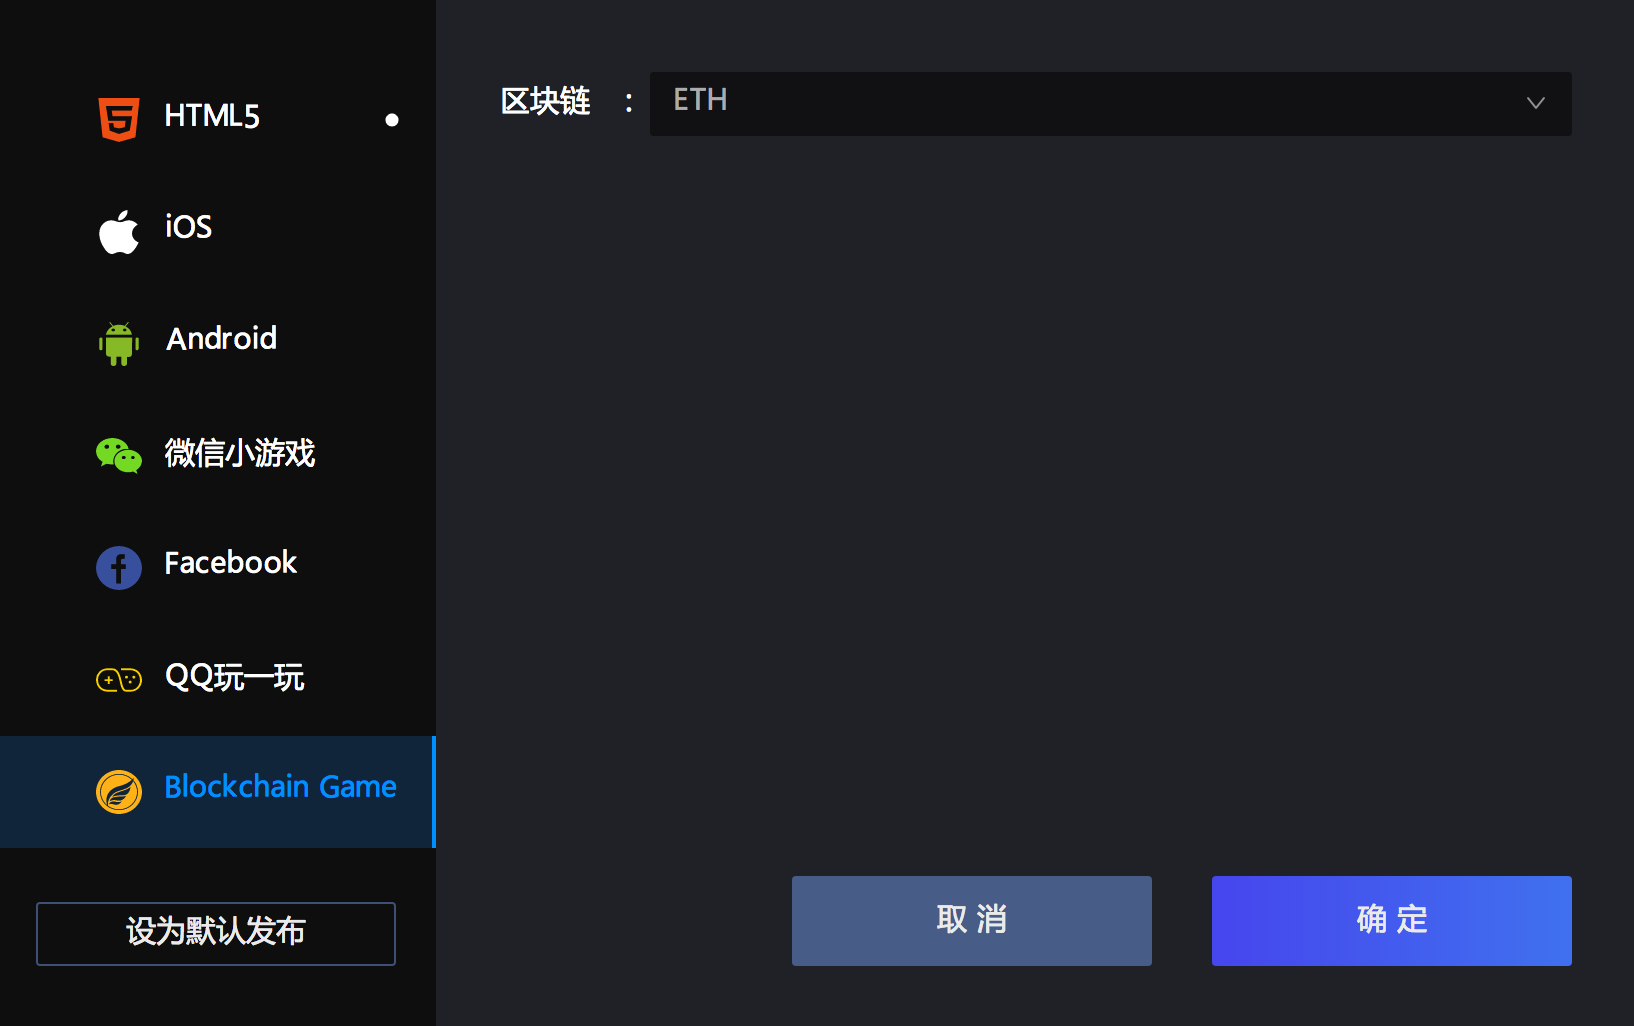 HTML5
iOS
Android
微信小游戏
Facebook
QQ玩一玩
Blockchain Game
设为默认发布
区块链 : ETH
取消 确定